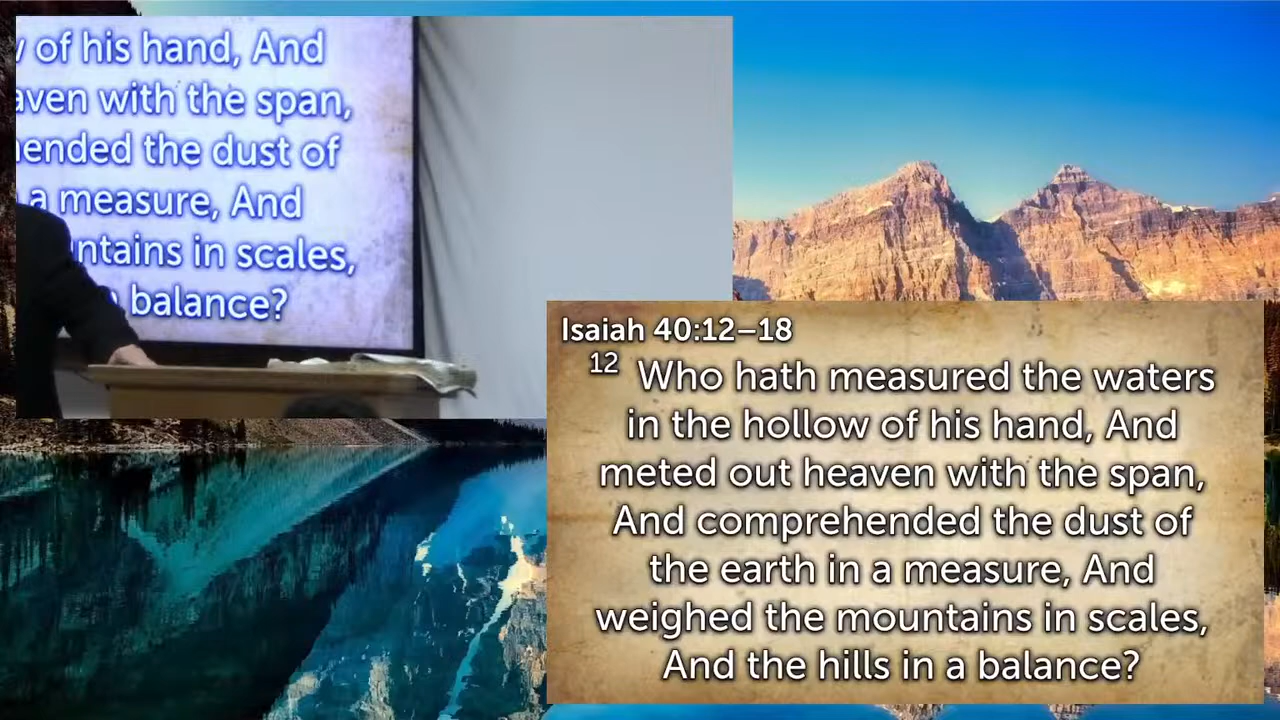 of his hand, And
with the span,
the dust of
a measure, And
in scales,
balance?
Isaiah 40:12–18
12 Who hath measured the waters
in the hollow of his hand, And
meted out heaven with the span,
And comprehended the dust of
the earth in a measure, And
weighed the mountains in scales,
And the hills in a balance?